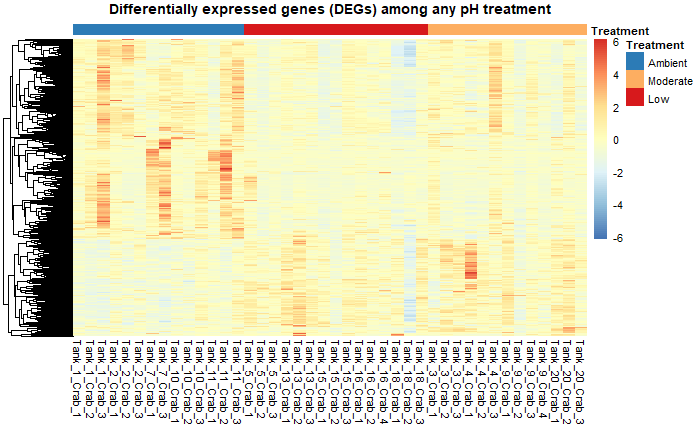 Differentially expressed genes (DEGs) among any pH treatment
Treatment
6
4
2
0
-2
-4
-6
Treatment
Ambient
Moderate
Low
Tank_1_Crab_1
Tank_1_Crab_2
Tank_1_Crab_3
Tank_2_Crab_1
Tank_2_Crab_2
Tank_2_Crab_3
Tank_7_Crab_1
Tank_7_Crab_3
Tank_10_Crab_1
Tank_10_Crab_2
Tank_10_Crab_3
Tank_11_Crab_1
Tank_11_Crab_2
Tank_11_Crab_3
Tank_5_Crab_1
Tank_5_Crab_2
Tank_5_Crab_3
Tank_13_Crab_1
Tank_13_Crab_2
Tank_13_Crab_3
Tank_15_Crab_1
Tank_15_Crab_2
Tank_15_Crab_3
Tank_16_Crab_1
Tank_16_Crab_2
Tank_16_Crab_4
Tank_18_Crab_1
Tank_18_Crab_2
Tank_18_Crab_3
Tank_3_Crab_1
Tank_3_Crab_2
Tank_3_Crab_3
Tank_4_Crab_1
Tank_4_Crab_2
Tank_4_Crab_3
Tank_9_Crab_1
Tank_9_Crab_2
Tank_9_Crab_3
Tank_9_Crab_4
Tank_20_Crab_1
Tank_20_Crab_2
Tank_20_Crab_3